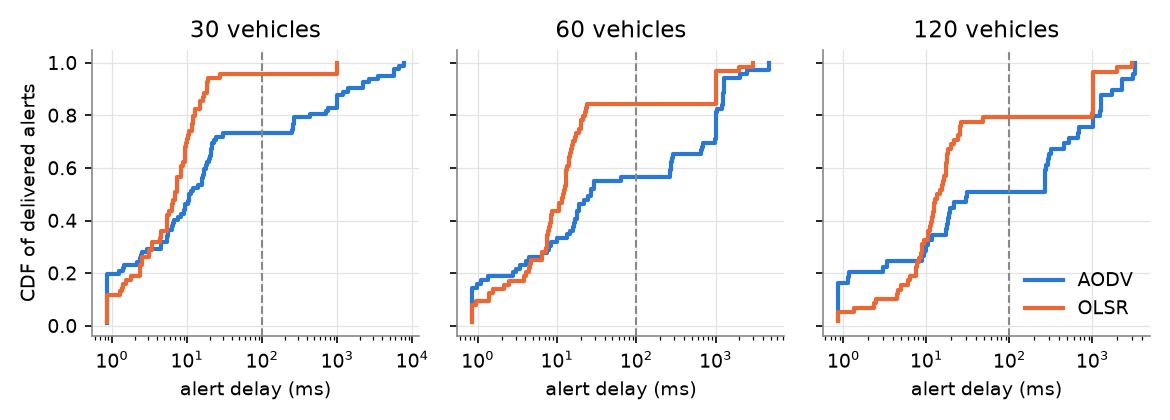 30 vehicles
60 vehicles
120 vehicles
CDF of delivered alerts
1.0
0.8
0.6
0.4
0.2
0.0
AODV
OLSR
10⁰
10¹
10²
10³
10⁴
10⁰
10¹
10²
10³
10⁰
10¹
10²
10³
alert delay (ms)
alert delay (ms)
alert delay (ms)